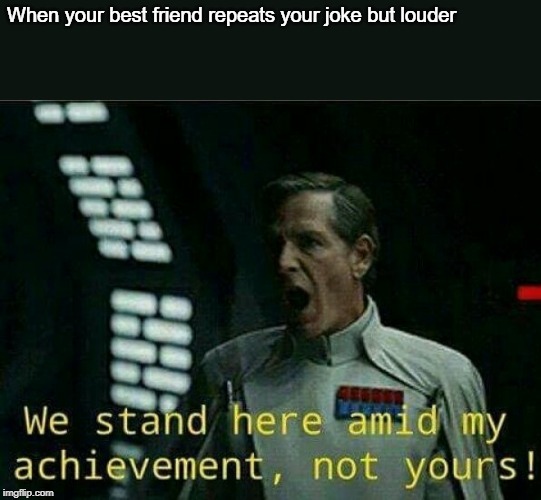 When your best friend repeats your joke but louder
We stand here amid my
achievement, not yours!
imgflip.com